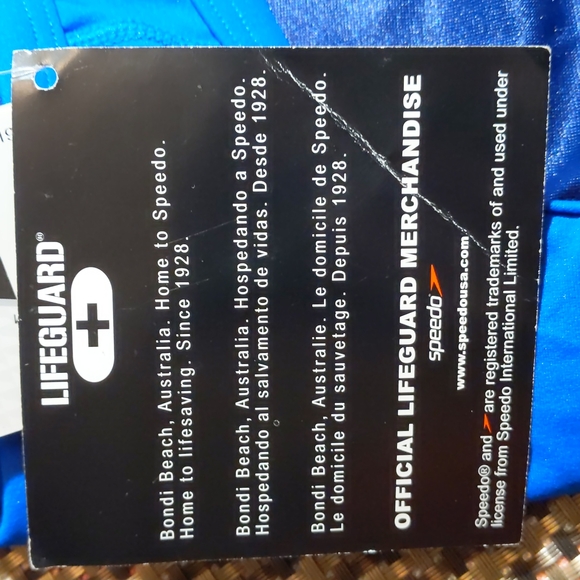 LIFEGUARD®
Bondi Beach, Australia. Home to Speedo.
Home to lifesaving. Since 1928.
Bondi Beach, Australia. Hospedando a Speedo.
Hospedando al salvamento de vidas. Desde 1928.
Bondi Beach, Australie. Le domicile de Speedo.
Le domicile du sauvetage. Depuis 1928.
OFFICIAL LIFEGUARD MERCHANDISE
speedo
www.speedousa.com
Speedo® and are registered trademarks of and used under
license from Speedo International Limited.